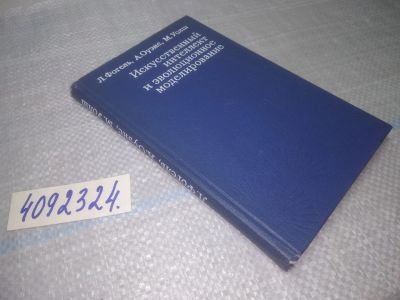 Л. Фогель, А. Оуэнс, М. Уолш
Искусственный
интеллект
и эволюционное
моделирование
4092324.